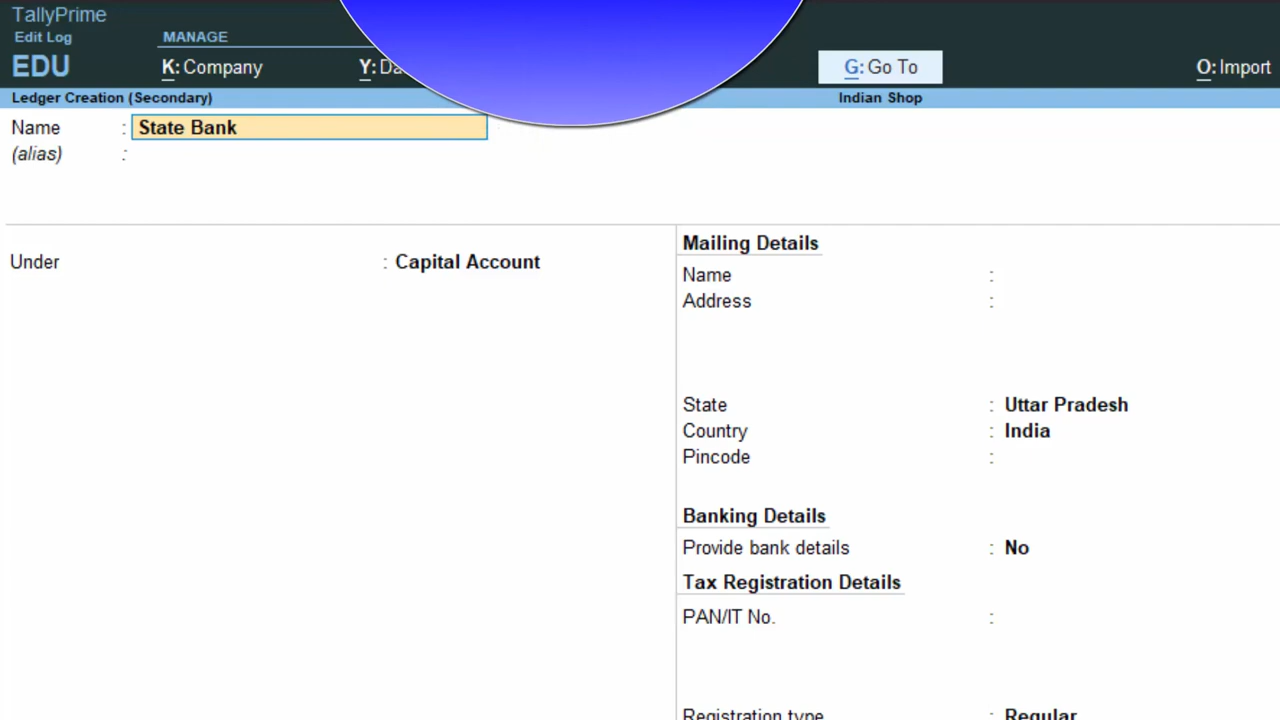 TallyPrime
Edit Log
MANAGE
EDU
K: Company
Y:
G: Go To
O: Import
Ledger Creation (Secondary)
Indian Shop
Name : State Bank
(alias) :
Under : Capital Account
Mailing Details
Name :
Address :
State : Uttar Pradesh
Country : India
Pincode :
Banking Details
Provide bank details : No
Tax Registration Details
PAN/IT No. :
Registration type : Regular